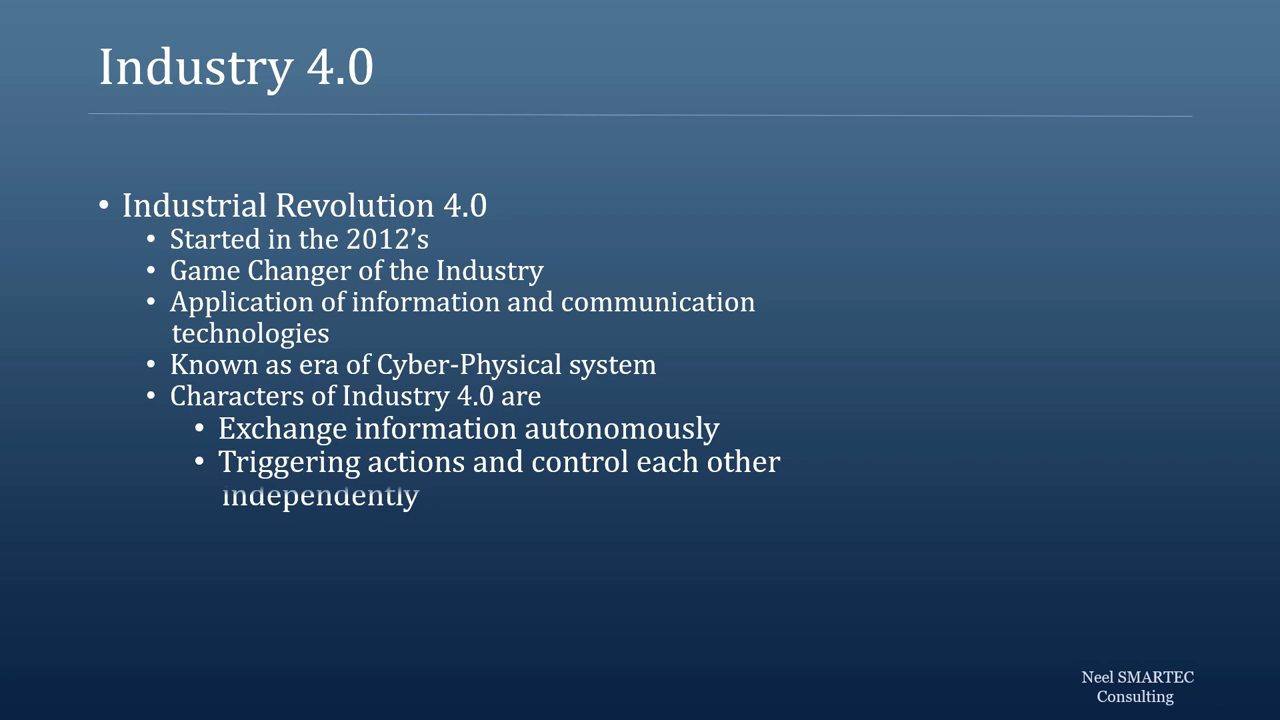 Industry 4.0
• Industrial Revolution 4.0
• Started in the 2012’s
• Game Changer of the Industry
• Application of information and communication
technologies
• Known as era of Cyber-Physical system
• Characters of Industry 4.0 are
• Exchange information autonomously
• Triggering actions and control each other
independently
Neel SMARTEC
Consulting